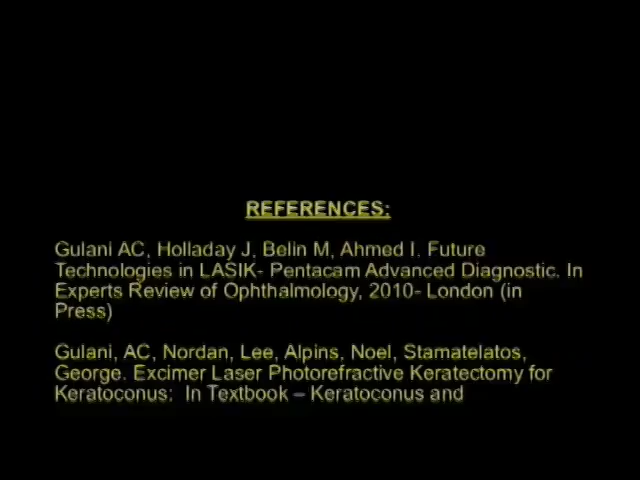 REFERENCES:
Gulani AC, Holladay J, Belin M, Ahmed I. Future
Technologies in LASIK- Pentacam Advanced Diagnostic. In
Experts Review of Ophthalmology, 2010- London (in
Press)
Gulani, AC, Nordan, Lee, Alpins, Noel, Stamatelatos,
George. Excimer Laser Photorefractive Keratectomy for
Keratoconus: In Textbook – Keratoconus and